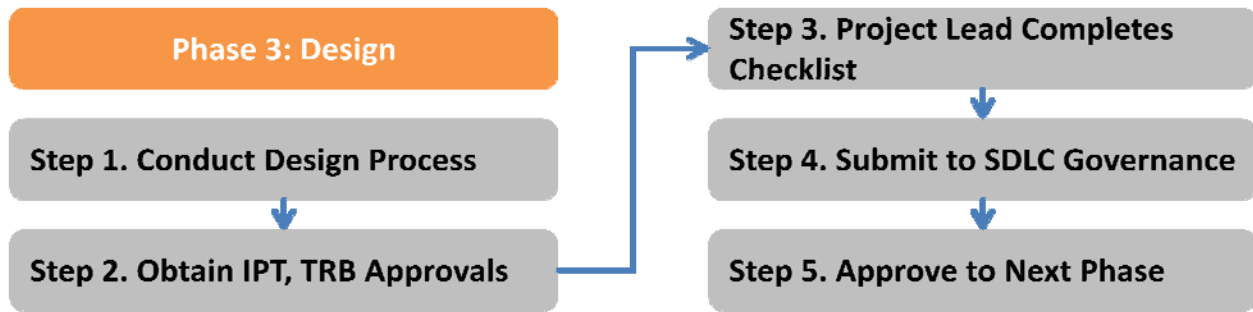 Phase 3: Design
Step 1. Conduct Design Process
Step 2. Obtain IPT, TRB Approvals
Step 3. Project Lead Completes
Checklist
Step 4. Submit to SDLC Governance
Step 5. Approve to Next Phase